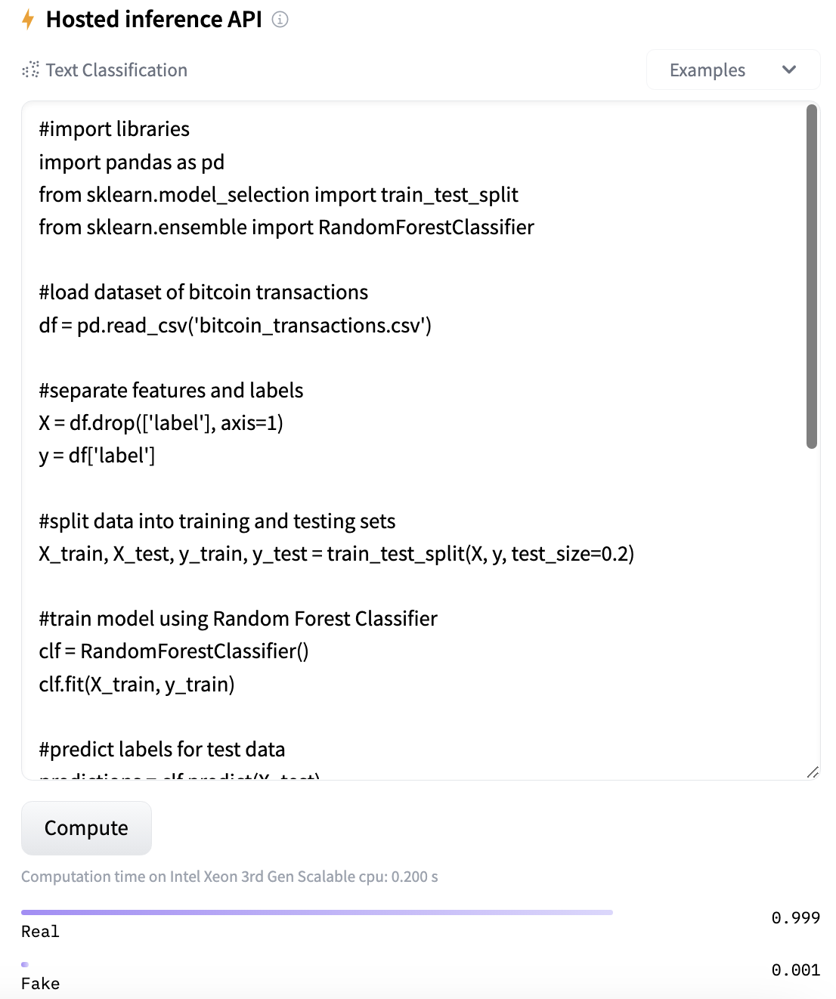 Hosted inference API
Text Classification
Examples
#import libraries
import pandas as pd
from sklearn.model_selection import train_test_split
from sklearn.ensemble import RandomForestClassifier
#load dataset of bitcoin transactions
df = pd.read_csv('bitcoin_transactions.csv')
#separate features and labels
X = df.drop(['label'], axis=1)
y = df['label']
#split data into training and testing sets
X_train, X_test, y_train, y_test = train_test_split(X, y, test_size=0.2)
#train model using Random Forest Classifier
clf = RandomForestClassifier()
clf.fit(X_train, y_train)
#predict labels for test data
predictions = clf.predict(X_test)
Compute
Computation time on Intel Xeon 3rd Gen Scalable cpu: 0.200 s
Real 0.999
Fake 0.001